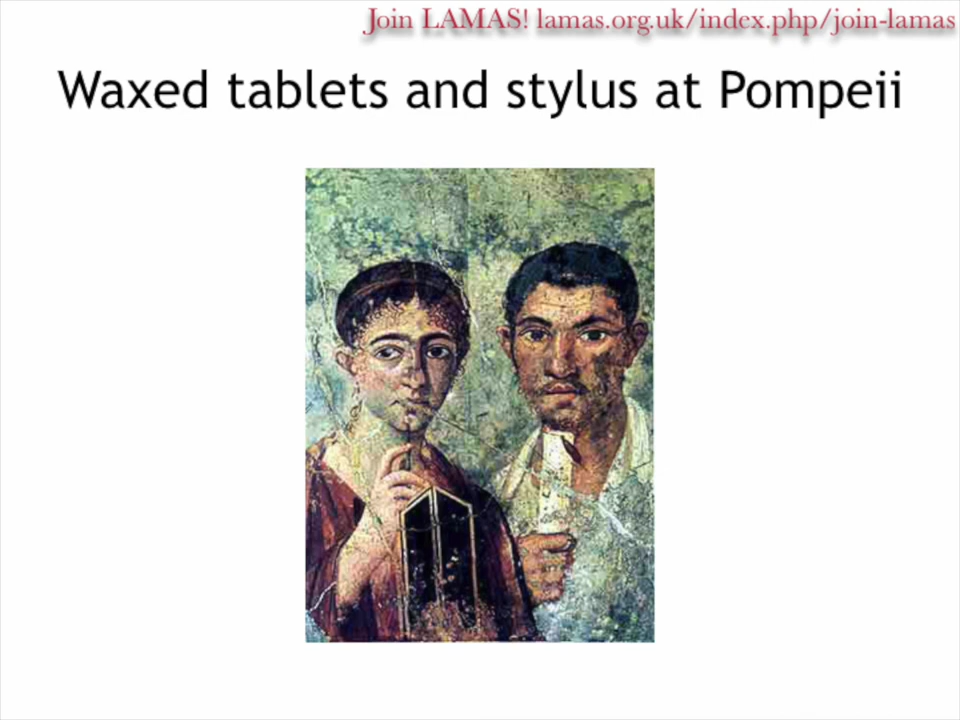 Join LAMAS! lamas.org.uk/index.php/join-lamas
Waxed tablets and stylus at Pompeii